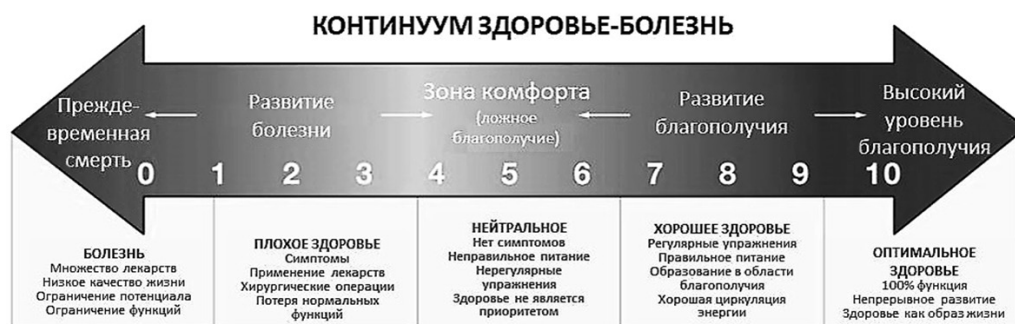 КОНТИНУУМ ЗДОРОВЬЕ-БОЛЕЗНЬ
Прежде-
временная
смерть
Развитие
болезни
Зона комфорта
(ложное
благополучие)
Развитие
благополучия
Высокий
уровень
благополучия
0 1 2 3 4 5 6 7 8 9 10
БОЛЕЗНЬ
Множество лекарств
Низкое качество жизни
Ограничение потенциала
Ограничение функций
ПЛОХОЕ ЗДОРОВЬЕ
Симптомы
Применение лекарств
Хирургические операции
Потеря нормальных
функций
НЕЙТРАЛЬНОЕ
Нет симптомов
Неправильное питание
Нерегулярные
упражнения
Здоровье не является
приоритетом
ХОРОШЕЕ ЗДОРОВЬЕ
Регулярные упражнения
Правильное питание
Образование в области
благополучия
Хорошая циркуляция
энергии
ОПТИМАЛЬНОЕ
ЗДОРОВЬЕ
100% функция
Непрерывное развитие
Здоровье как образ жизни